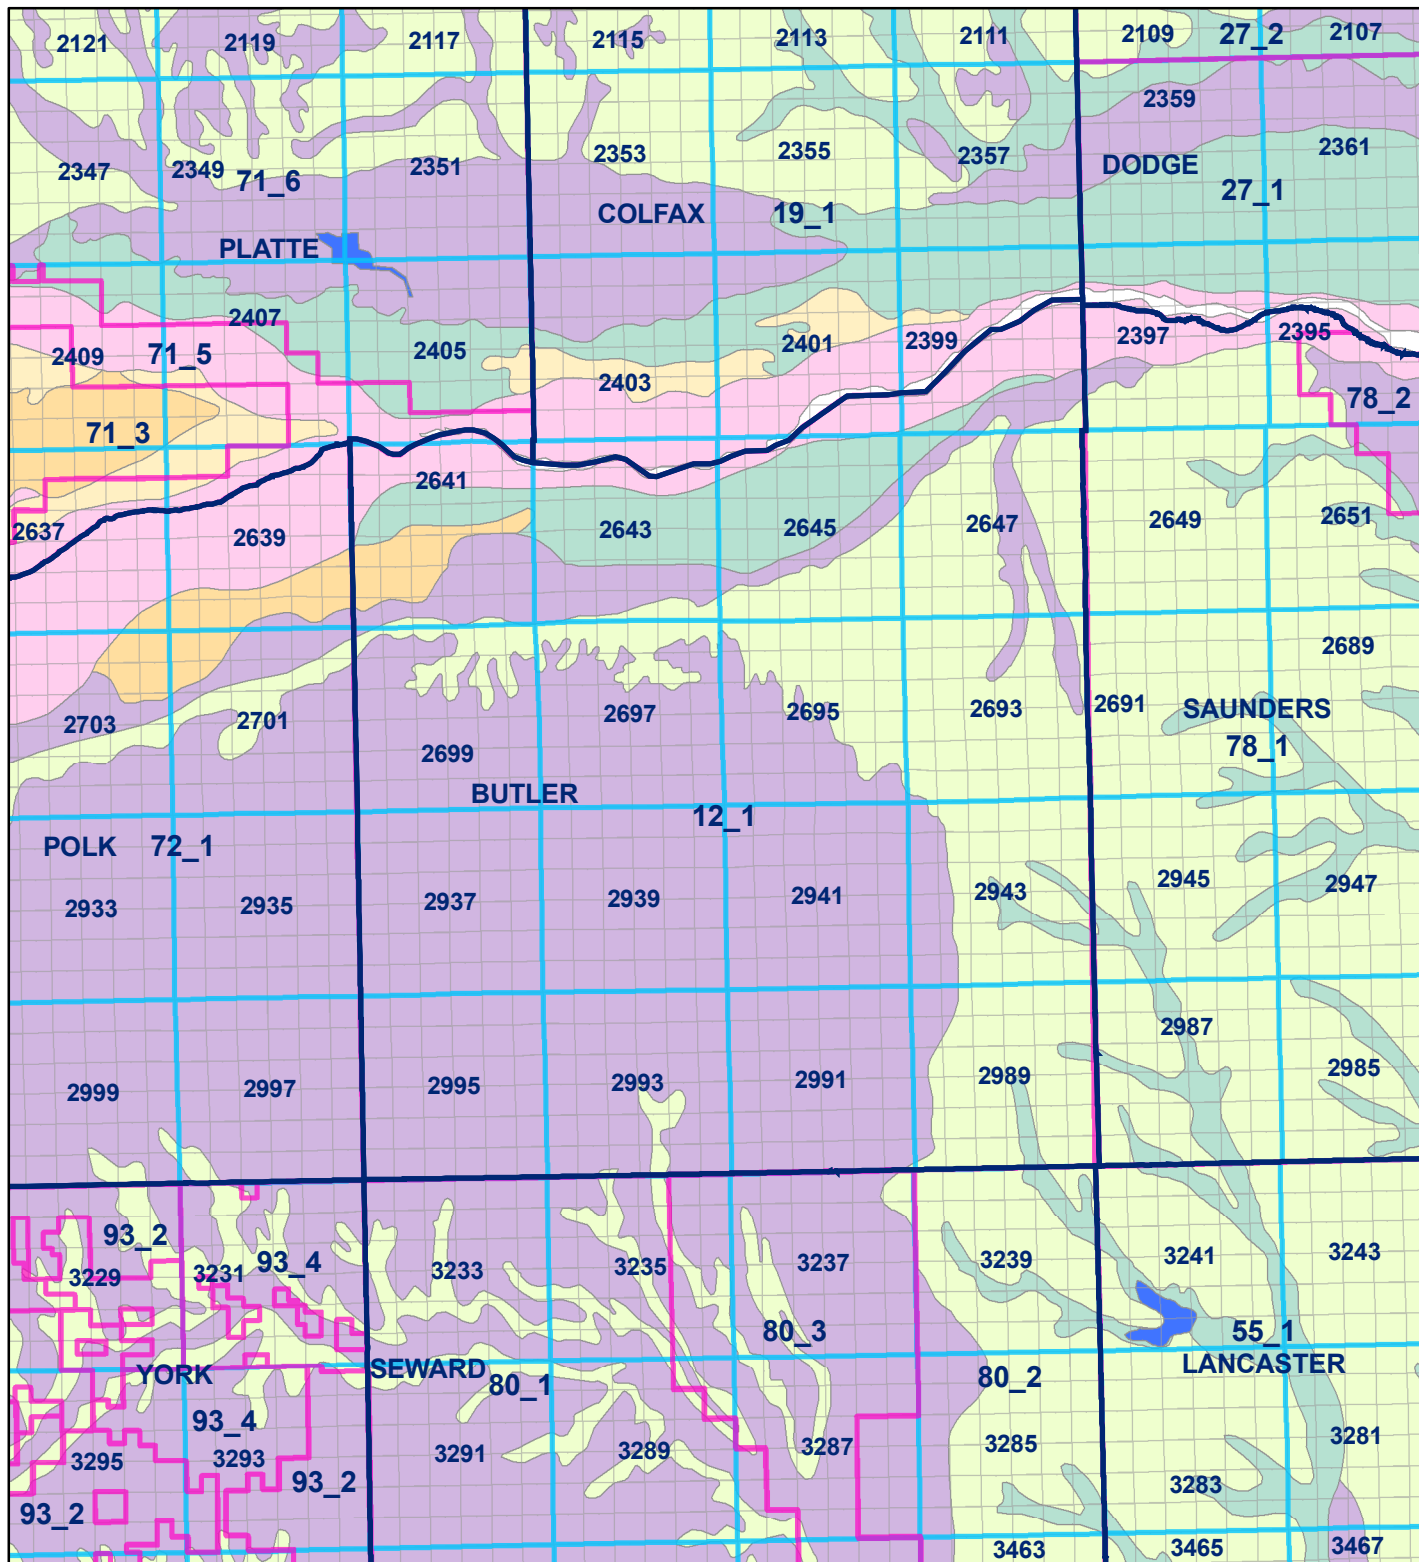 2121 2119 2117 2115 2113 2111 2109 27_2 2107
2359
2347 2349 71_6 2351 2353 2355 2357 DODGE 2361
27_1
COLFAX 19_1
PLATTE
2407
2409 71_5 2405 2403 2401 2399 2397 2395
71_3 78_2
2641
2637 2639 2643 2645 2647 2649 2651
2689
2703 2701 2699 2697 2695 2693 2691 SAUNDERS
78_1
BUTLER 12_1
POLK 72_1
2933 2935 2937 2939 2941 2943 2945 2947
2987
2999 2997 2995 2993 2991 2989 2985
93_2 93_4
3229 3231 3233 3235 3237 3239 3241 3243
80_3 55_1
YORK SEWARD 80_1 80_2 LANCASTER
93_4
3295 3293 3291 3289 3287 3285 3283 3281
93_2 93_2
3463 3465 3467